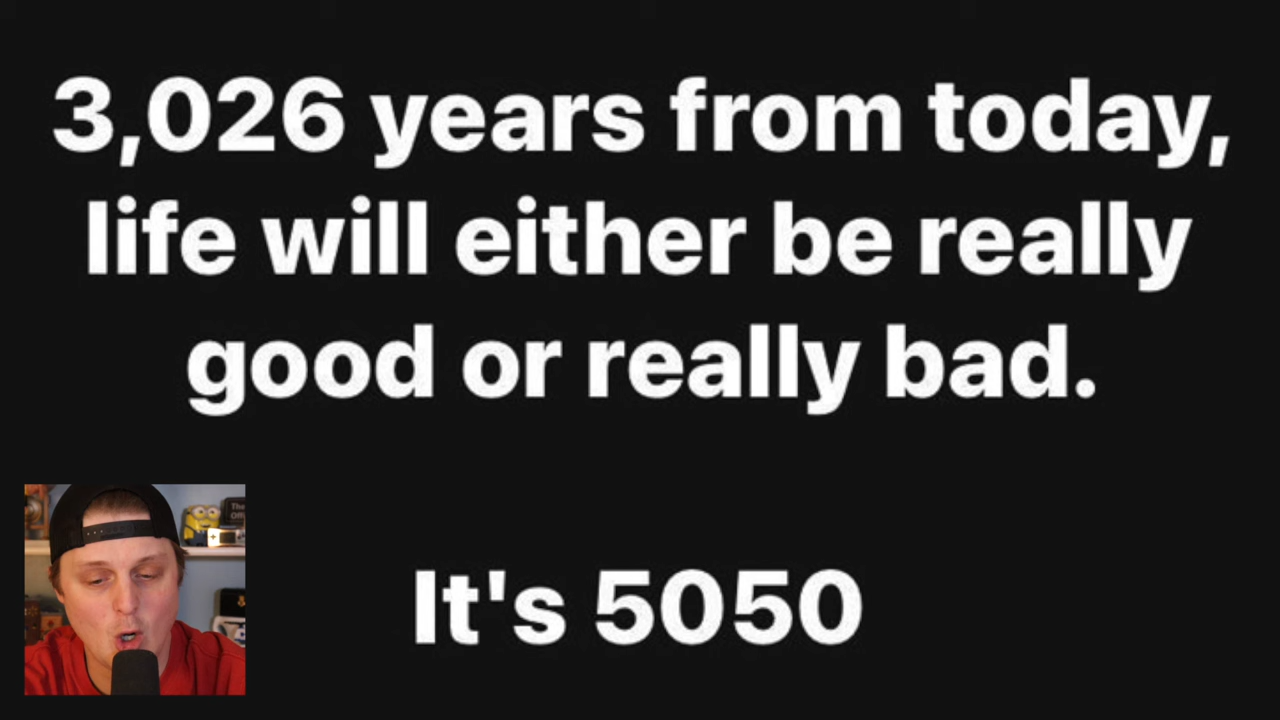 3,026 years from today,
life will either be really
good or really bad.
It's 5050